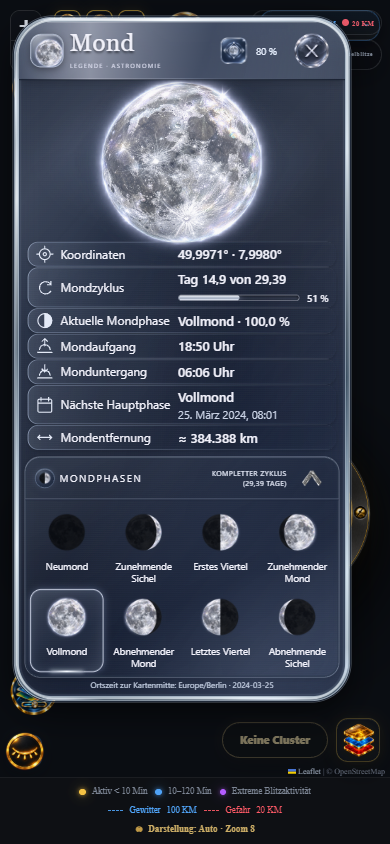 Mond
LEGENDE · ASTRONOMIE
80 %
20 KM
Koordinaten 49,9971° · 7,9980°
Mondzyklus Tag 14,9 von 29,39
51 %
Aktuelle Mondphase Vollmond · 100,0 %
Mondaufgang 18:50 Uhr
Monduntergang 06:06 Uhr
Nächste Hauptphase Vollmond
25. März 2024, 08:01
Mondentfernung ≈ 384.388 km
MONDPHASEN
KOMPLETTER ZYKLUS
(29,39 TAGE)
Neumond
Zunehmende
Sichel
Erstes Viertel
Zunehmender
Mond
Vollmond
Abnehmender
Mond
Letztes Viertel
Abnehmende
Sichel
Ortszeit zur Kartenmitte: Europe/Berlin · 2024-03-25
Keine Cluster
Leaflet | © OpenStreetMap
Aktiv < 10 Min 10–120 Min Extreme Blitzaktivität
Gewitter 100 KM Gefahr 20 KM
Darstellung: Auto · Zoom 8